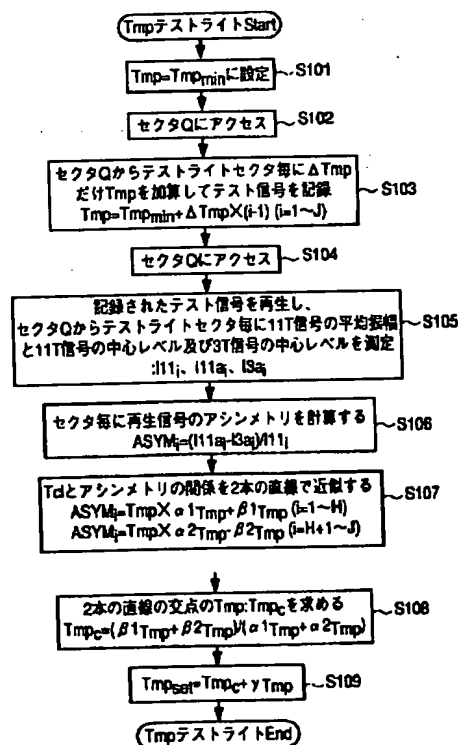 TmpテストライトStart
Tmp=Tmpminに設定
S101
セクタQにアクセス
S102
セクタQからテストライトセクタ毎にΔTmp
だけTmpを加算してテスト信号を記録
Tmp=Tmpmin+ΔTmp×(i-1) (i=1~J)
S103
セクタQにアクセス
S104
記録されたテスト信号を再生し、
セクタQからテストライトセクタ毎に11T信号の平均振幅
と11T信号の中心レベル及び3T信号の中心レベルを測定
:I11i、I11ai、I3ai
S105
セクタ毎に再生信号のアシンメトリを計算する
ASYMi=(I11ai-I3ai)/I11i
S106
Tclとアシンメトリの関係を2本の直線で近似する
ASYMi=Tmp×α1Tmp+β1Tmp (i=1~H)
ASYMi=Tmp×α2Tmp-β2Tmp (i=H+1~J)
S107
2本の直線の交点のTmp:Tmpcを求める
Tmpc=(β1Tmp+β2Tmp)/(α1Tmp+α2Tmp)
S108
Tmpset=Tmpc+γTmp
S109
TmpテストライトEnd